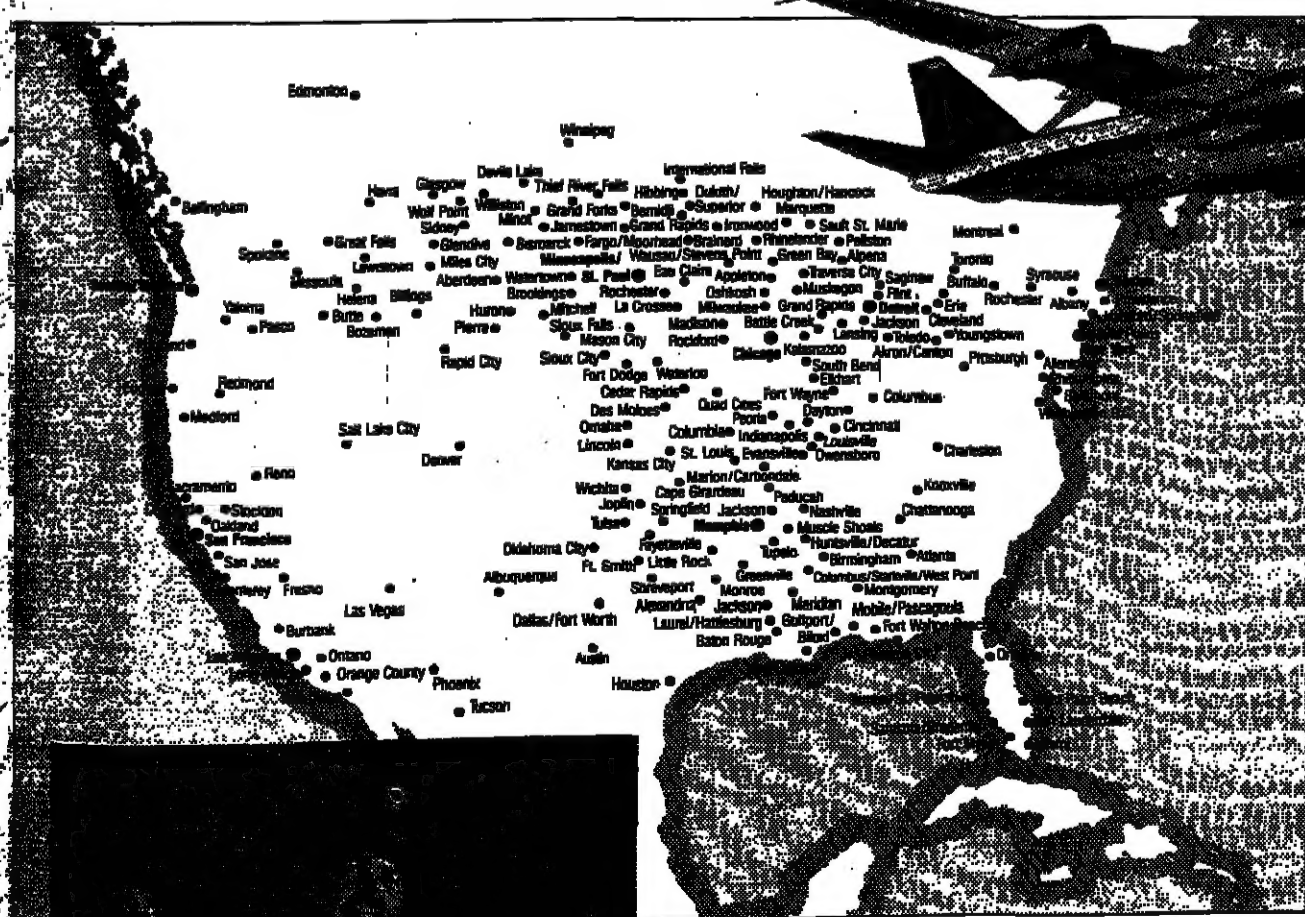 Edmonton
Winnipeg
Devils Lake
International Falls
Havre
Glasgow
Thief River Falls
Hibbing
Duluth/
Superior
Houghton/Hancock
Bellingham
Wolf Point
Williston
Minot
Grand Forks
Bemidji
Marquette
Sidney
Jamestown
Grand Rapids
Ironwood
Sault St. Marie
Montreal
Spokane
Great Falls
Glendive
Bismarck
Fargo/Moorhead
Brainerd
Rhinelander
Pellston
Lewistown
Miles City
Minneapolis/
St. Paul
Wausau/Stevens Point
Green Bay
Alpena
Toronto
Missoula
Aberdeen
Watertown
Eau Claire
Appleton
Traverse City
Saginaw
Buffalo
Syracuse
Helena
Billings
Brookings
Rochester
Oshkosh
Muskegon
Flint
Rochester
Albany
Yakima
Butte
Huron
Mitchell
La Crosse
Milwaukee
Grand Rapids
Detroit
Erie
Pasco
Bozeman
Pierre
Sioux Falls
Madison
Battle Creek
Jackson
Cleveland
Mason City
Rockford
Lansing
Toledo
Youngstown
Rapid City
Sioux City
Chicago
Kalamazoo
Akron/Canton
Pittsburgh
Fort Dodge
Waterloo
South Bend
Elkhart
Redmond
Cedar Rapids
Quad Cities
Fort Wayne
Columbus
Medford
Des Moines
Peoria
Dayton
Salt Lake City
Omaha
Columbia
Indianapolis
Cincinnati
Denver
Lincoln
St. Louis
Evansville
Louisville
Owensboro
Charleston
Reno
Kansas City
Marion/Carbondale
Wichita
Cape Girardeau
Paducah
Knoxville
Stockton
Joplin
Springfield
Jackson
Nashville
Chattanooga
Oakland
Tulsa
Memphis
Muscle Shoals
San Francisco
Oklahoma City
Fayetteville
Tupelo
Huntsville/Decatur
San Jose
Ft. Smith
Little Rock
Birmingham
Atlanta
Fresno
Albuquerque
Greenville
Columbus/Starkville/West Point
Las Vegas
Shreveport
Monroe
Montgomery
Dallas/Fort Worth
Alexandria
Jackson
Meridian
Mobile/Pascagoula
Burbank
Laurel/Hattiesburg
Gulfport/
Biloxi
Baton Rouge
Ontario
Austin
Orange County
Phoenix
Houston
Tucson